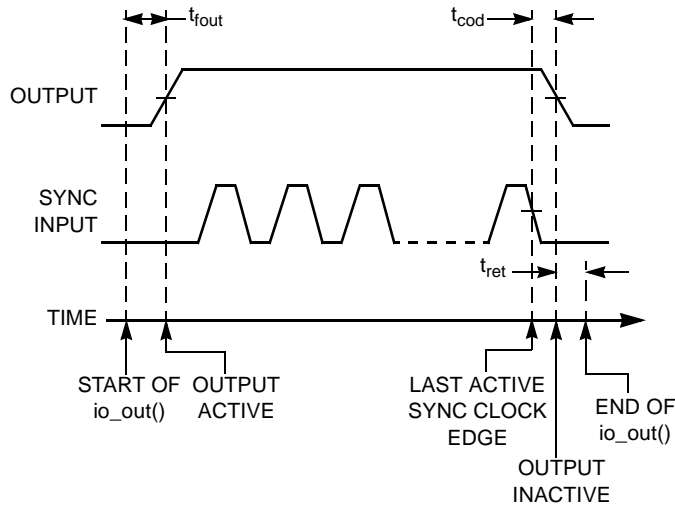 tfout
tcod
OUTPUT
SYNC
INPUT
tret
TIME
START OF
io_out()
OUTPUT
ACTIVE
LAST ACTIVE
SYNC CLOCK
EDGE
END OF
io_out()
OUTPUT
INACTIVE